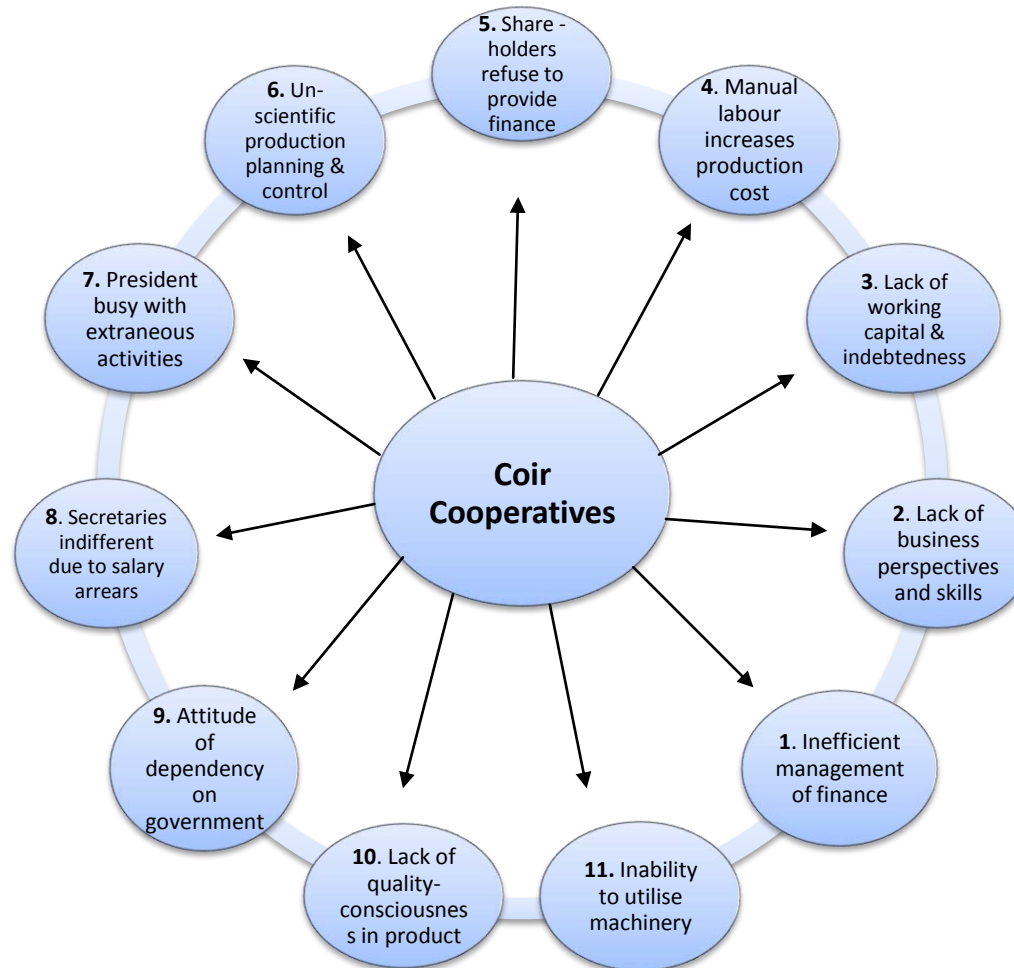 5. Share -
holders
refuse to
provide
finance
6. Un-
scientific
production
planning &
control
4. Manual
labour
increases
production
cost
7. President
busy with
extraneous
activities
3. Lack of
working
capital &
indebtedness
Coir
Cooperatives
8. Secretaries
indifferent
due to salary
arrears
2. Lack of
business
perspectives
and skills
9. Attitude
of
dependency
on
government
1. Inefficient
management
of finance
10. Lack of
quality-
consciousnes
s in product
11. Inability
to utilise
machinery